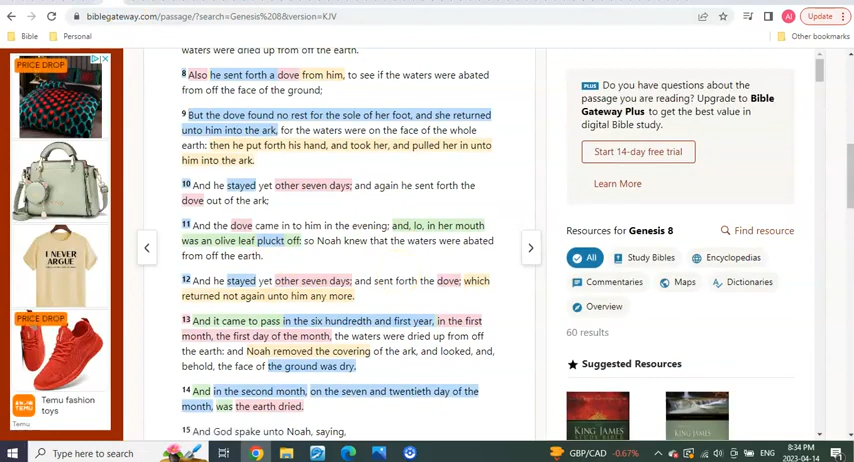 biblegateway.com/passage/?search=Genesis%208&version=KJV
AI
Update
Bible
Personal
Other bookmarks
waters were dried up from off the earth.
8 Also he sent forth a dove from him, to see if the waters were abated
from off the face of the ground;
9 But the dove found no rest for the sole of her foot, and she returned
unto him into the ark, for the waters were on the face of the whole
earth: then he put forth his hand, and took her, and pulled her in unto
him into the ark.
10 And he stayed yet other seven days; and again he sent forth the
dove out of the ark;
11 And the dove came in to him in the evening; and, lo, in her mouth
was an olive leaf pluckt off: so Noah knew that the waters were abated
from off the earth.
12 And he stayed yet other seven days; and sent forth the dove; which
returned not again unto him any more.
13 And it came to pass in the six hundredth and first year, in the first
month, the first day of the month, the waters were dried up from off
the earth: and Noah removed the covering of the ark, and looked, and,
behold, the face of the ground was dry.
14 And in the second month, on the seven and twentieth day of the
month, was the earth dried.
15 And God spake unto Noah, saying,
PRICE DROP
I NEVER
ARGUE
PRICE DROP
Temu fashion
toys
Temu
PLUS Do you have questions about the
passage you are reading? Upgrade to Bible
Gateway Plus to get the best value in
digital Bible study.
Start 14-day free trial
Learn More
Resources for Genesis 8
Find resource
All
Study Bibles
Encyclopedias
Commentaries
Maps
Dictionaries
Overview
60 results
Suggested Resources
KING JAMES
KING JAMES
Type here to search
GBP/CAD -0.67%
ENG
8:34 PM
2023-04-14